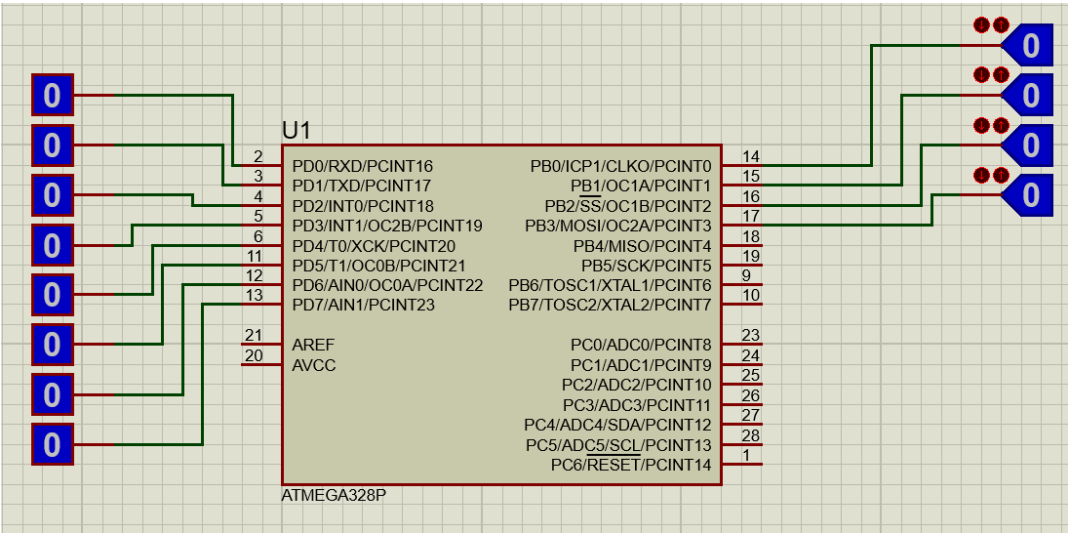 0
0
0
0
0
0
0
0
U1
2 PD0/RXD/PCINT16
3 PD1/TXD/PCINT17
4 PD2/INT0/PCINT18
5 PD3/INT1/OC2B/PCINT19
6 PD4/T0/XCK/PCINT20
11 PD5/T1/OC0B/PCINT21
12 PD6/AIN0/OC0A/PCINT22
13 PD7/AIN1/PCINT23
21 AREF
20 AVCC
PB0/ICP1/CLKO/PCINT0 14
PB1/OC1A/PCINT1 15
PB2/SS/OC1B/PCINT2 16
PB3/MOSI/OC2A/PCINT3 17
PB4/MISO/PCINT4 18
PB5/SCK/PCINT5 19
PB6/TOSC1/XTAL1/PCINT6 9
PB7/TOSC2/XTAL2/PCINT7 10
PC0/ADC0/PCINT8 23
PC1/ADC1/PCINT9 24
PC2/ADC2/PCINT10 25
PC3/ADC3/PCINT11 26
PC4/ADC4/SDA/PCINT12 27
PC5/ADC5/SCL/PCINT13 28
PC6/RESET/PCINT14 1
ATMEGA328P
0
0
0
0